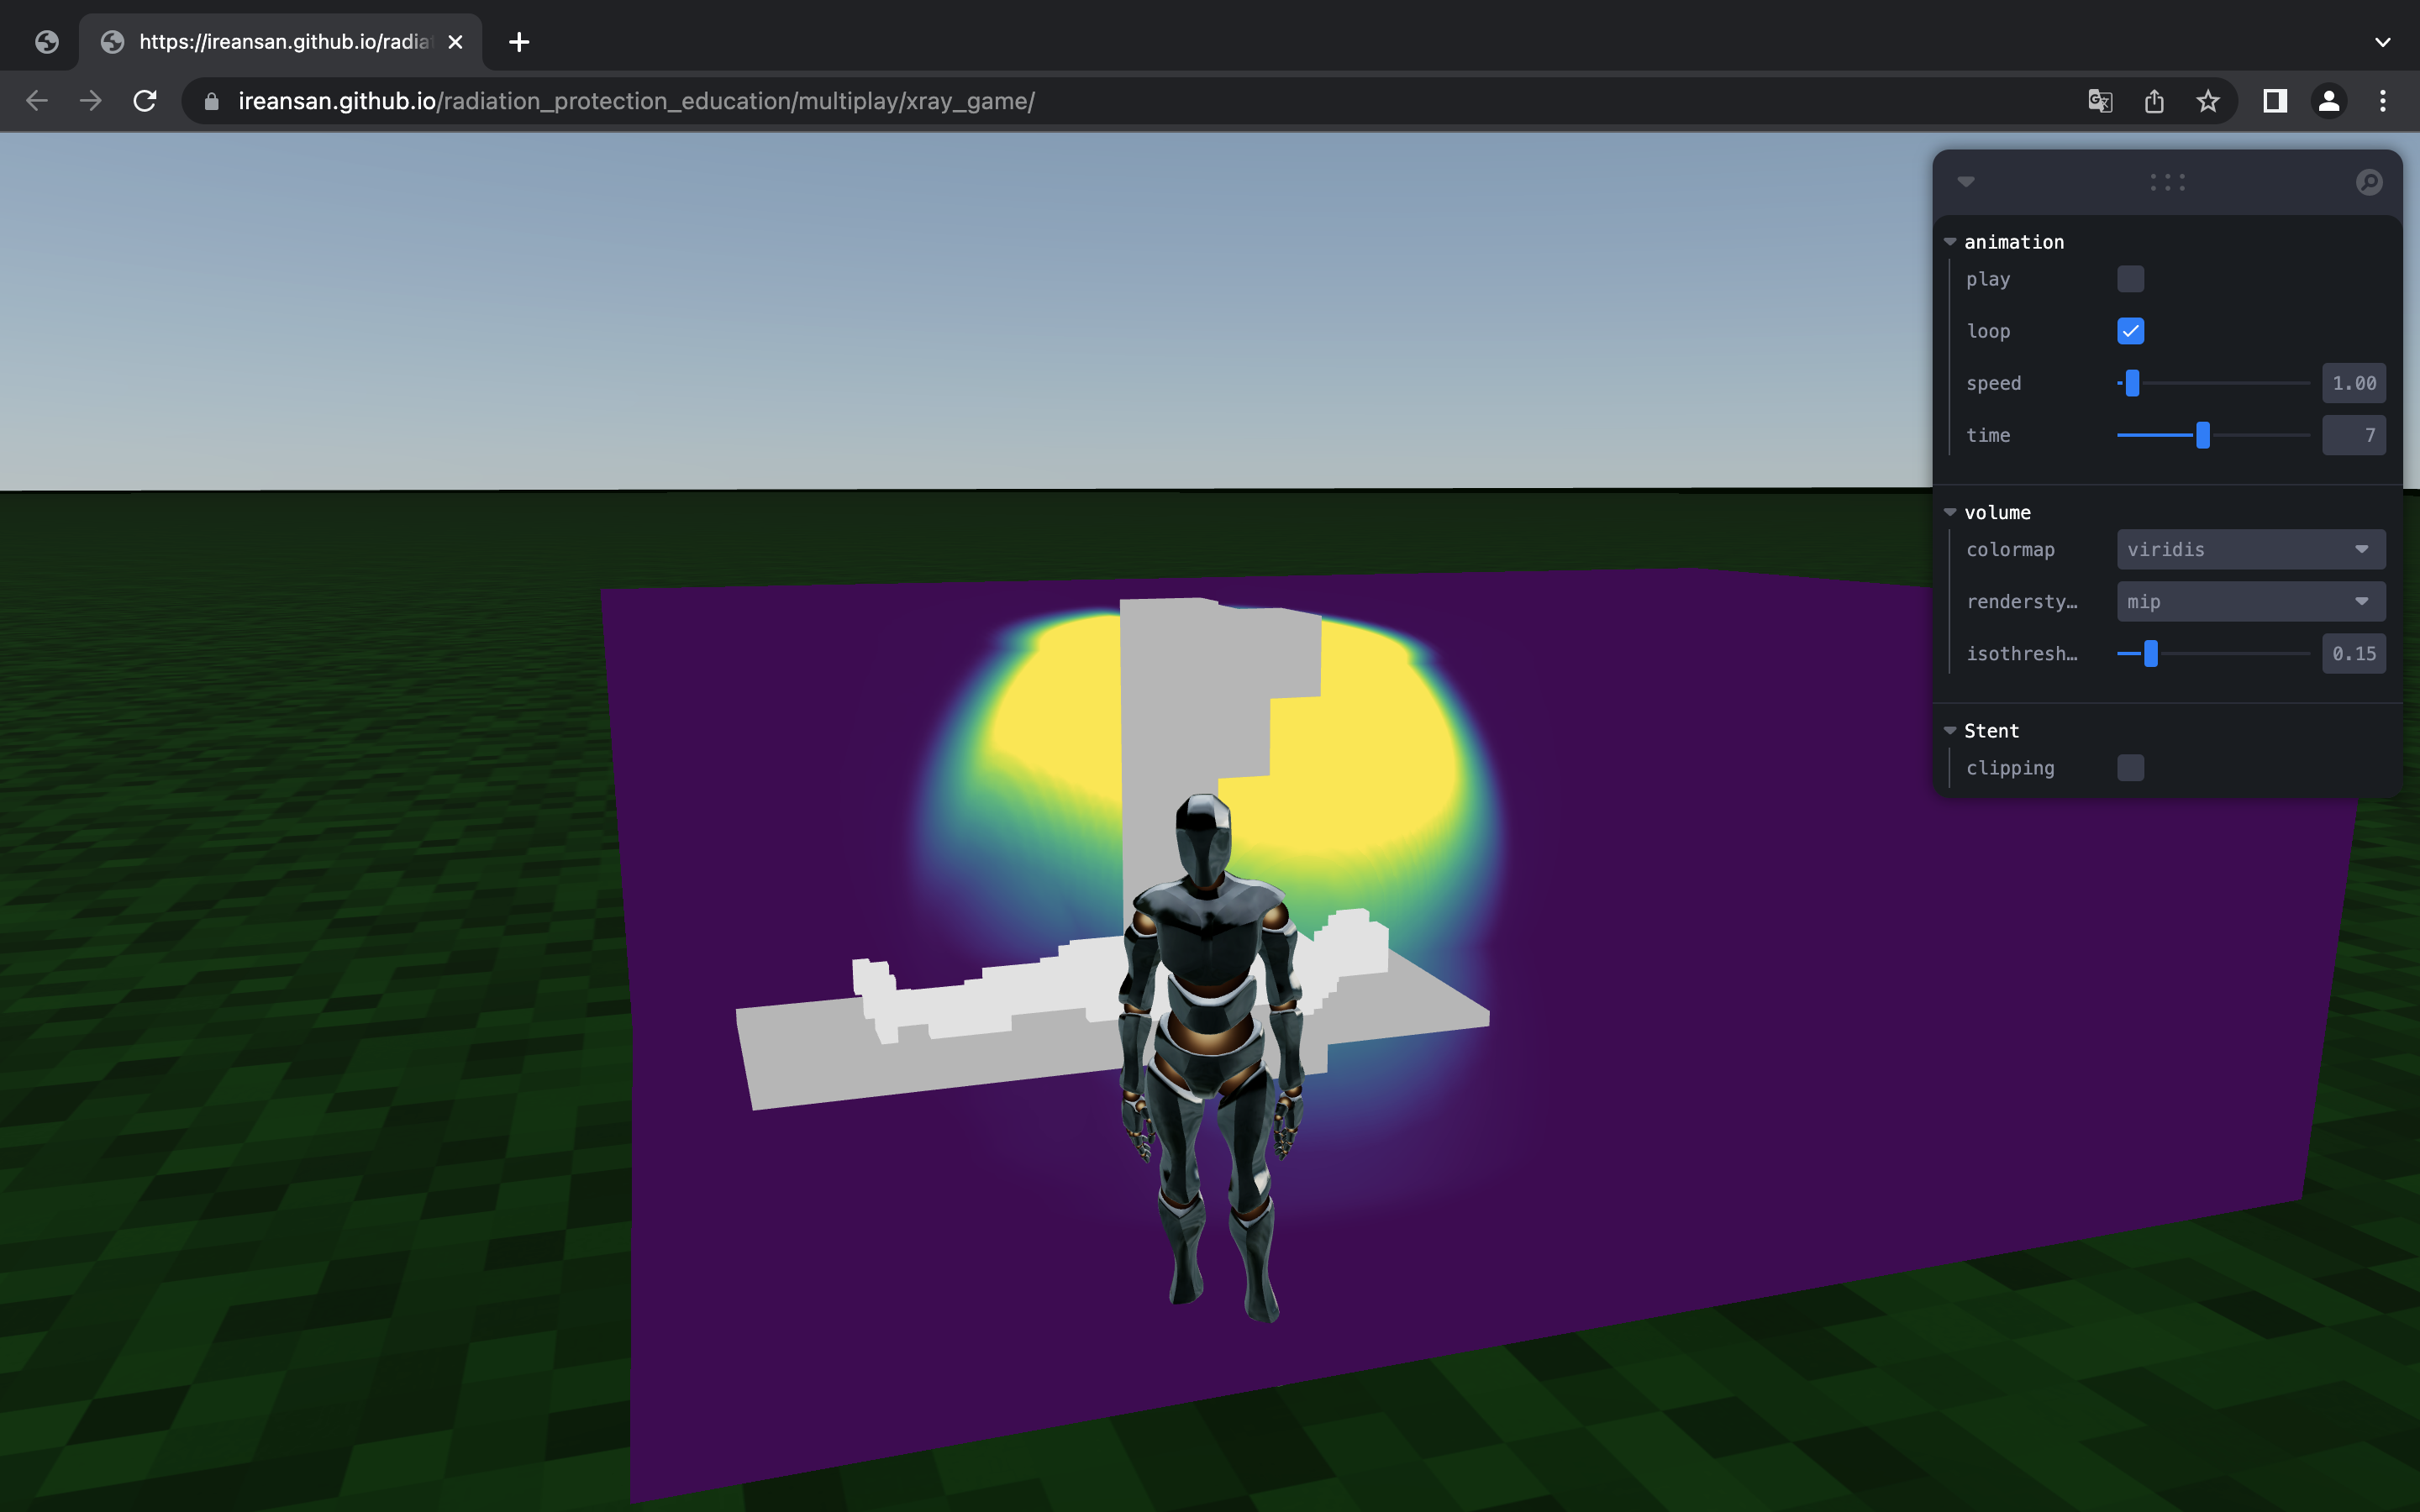 https://ireansan.github.io/radia
ireansan.github.io/radiation_protection_education/multiplay/xray_game/
animation
play
loop
speed 1.00
time 7
volume
colormap viridis
rendersty… mip
isothresh… 0.15
Stent
clipping